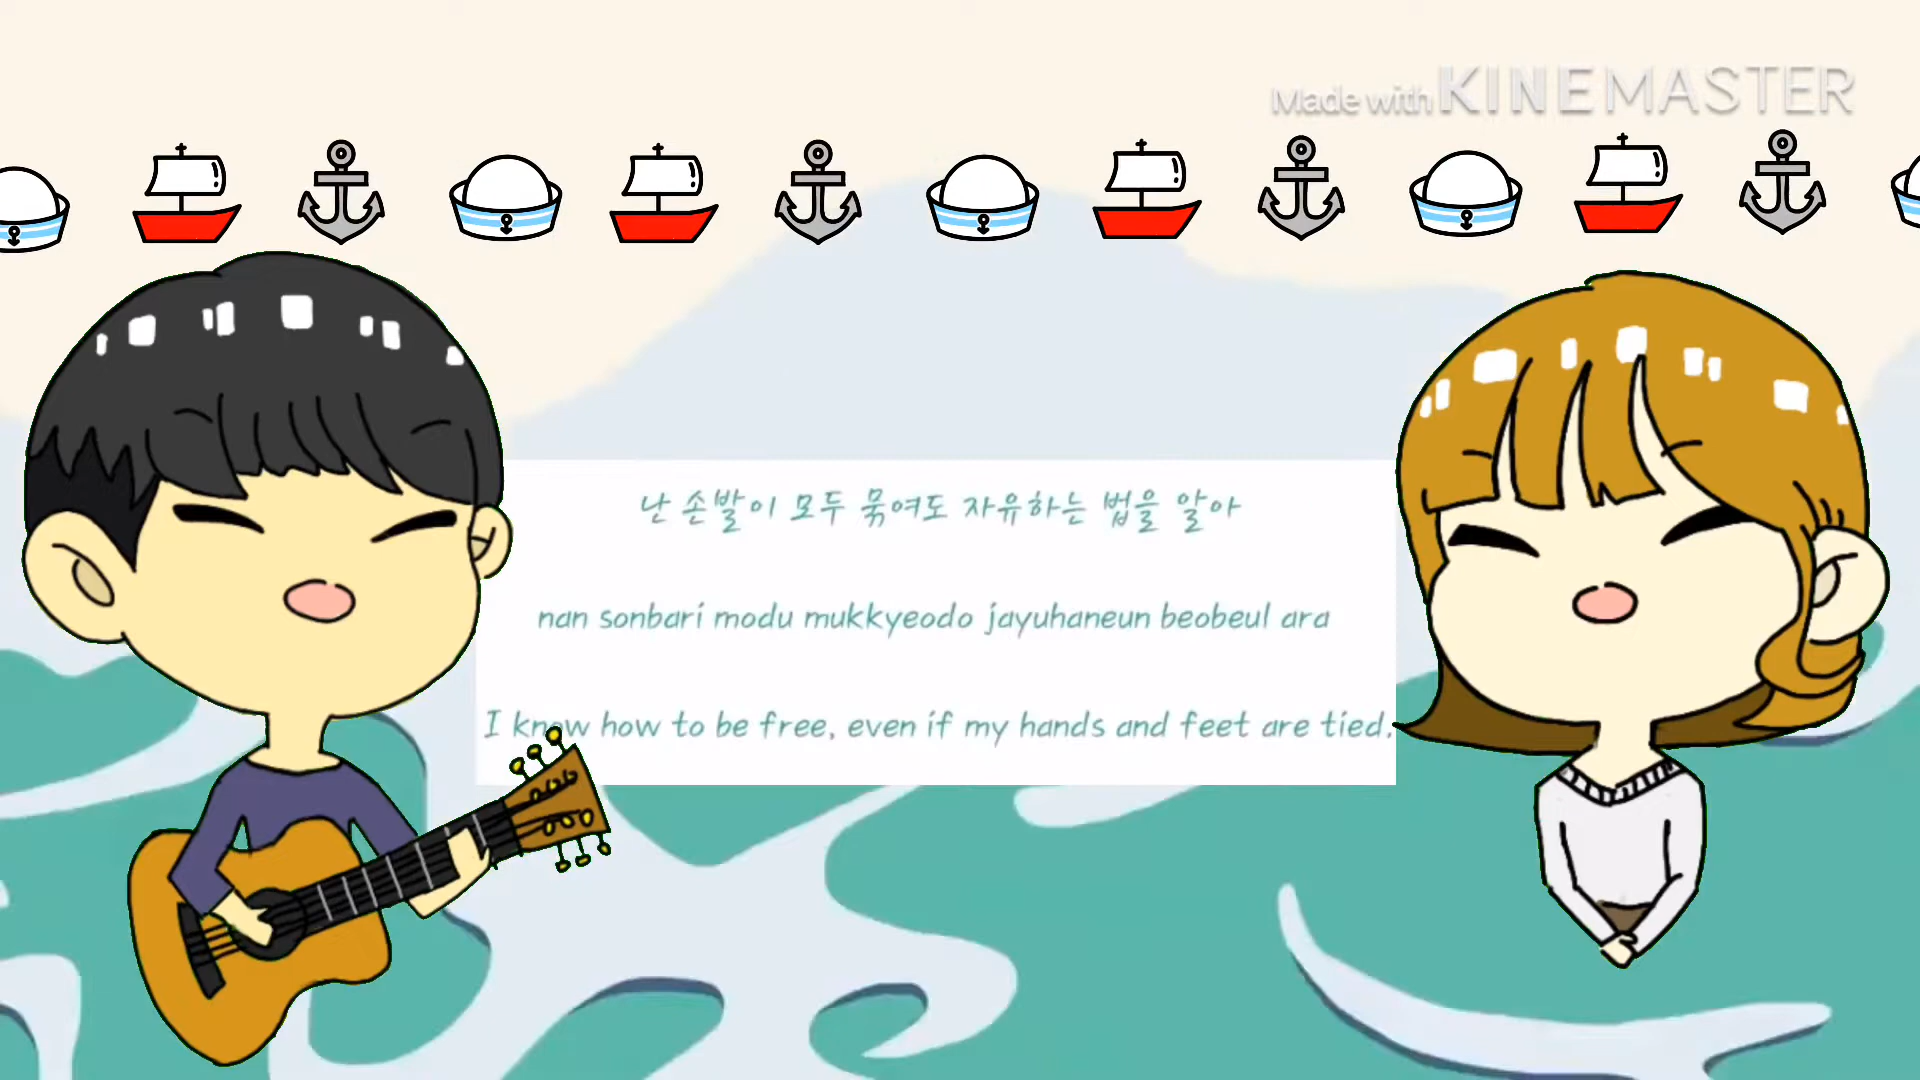 Made with KINEMASTER
난 손발이 모두 묶여도 자유하는 법을 알아
nan sonbari modu mukkyeodo jayuhaneun beobeul ara
I know how to be free, even if my hands and feet are tied.